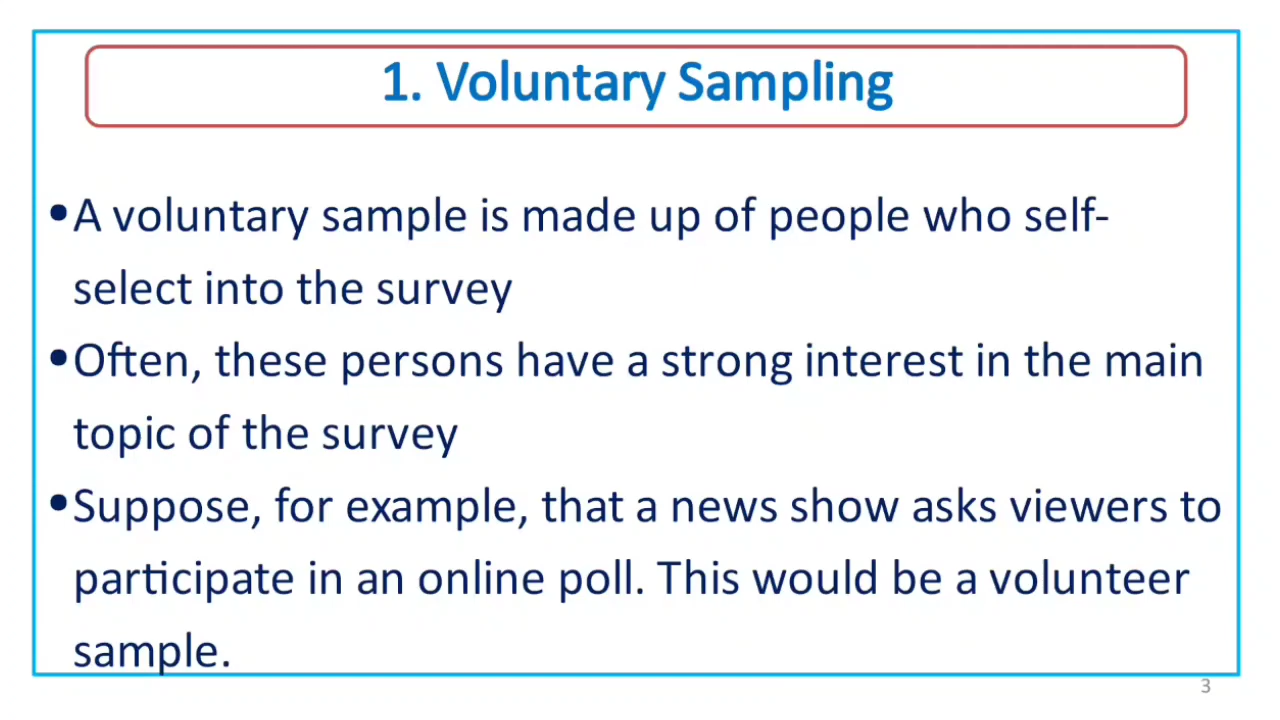 1. Voluntary Sampling
•A voluntary sample is made up of people who self-
select into the survey
•Often, these persons have a strong interest in the main
topic of the survey
•Suppose, for example, that a news show asks viewers to
participate in an online poll. This would be a volunteer
sample.
3